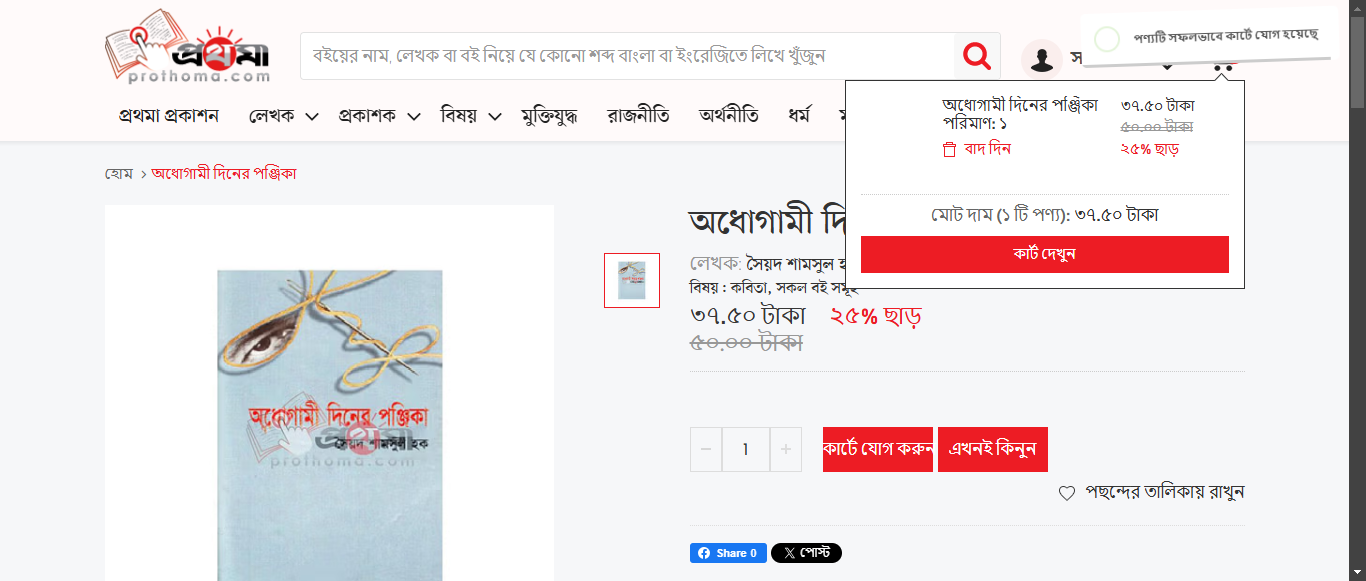 প্রথমা
prothoma.com
বইয়ের নাম, লেখক বা বই নিয়ে যে কোনো শব্দ বাংলা বা ইংরেজিতে লিখে খুঁজুন
পণ্যটি সফলভাবে কার্টে যোগ হয়েছে
প্রথমা প্রকাশন লেখক প্রকাশক বিষয় মুক্তিযুদ্ধ রাজনীতি অর্থনীতি ধর্ম
অধোগামী দিনের পঞ্জিকা ৩৭.৫০ টাকা
পরিমাণ: ১ ৫০.০০ টাকা
বাদ দিন ২৫% ছাড়
মোট দাম (১ টি পণ্য): ৩৭.৫০ টাকা
কার্ট দেখুন
হোম › অধোগামী দিনের পঞ্জিকা
অধোগামী দি
লেখক: সৈয়দ শামসুল হ
বিষয় : কবিতা, সকল বই সমূহ
৩৭.৫০ টাকা ২৫% ছাড়
৫০.০০ টাকা
অধোগামী দিনের পঞ্জিকা
সৈয়দ শামসুল হক
প্রথমা
prothoma.com
− 1 + কার্টে যোগ করুন এখনই কিনুন
পছন্দের তালিকায় রাখুন
Share 0 X পোস্ট